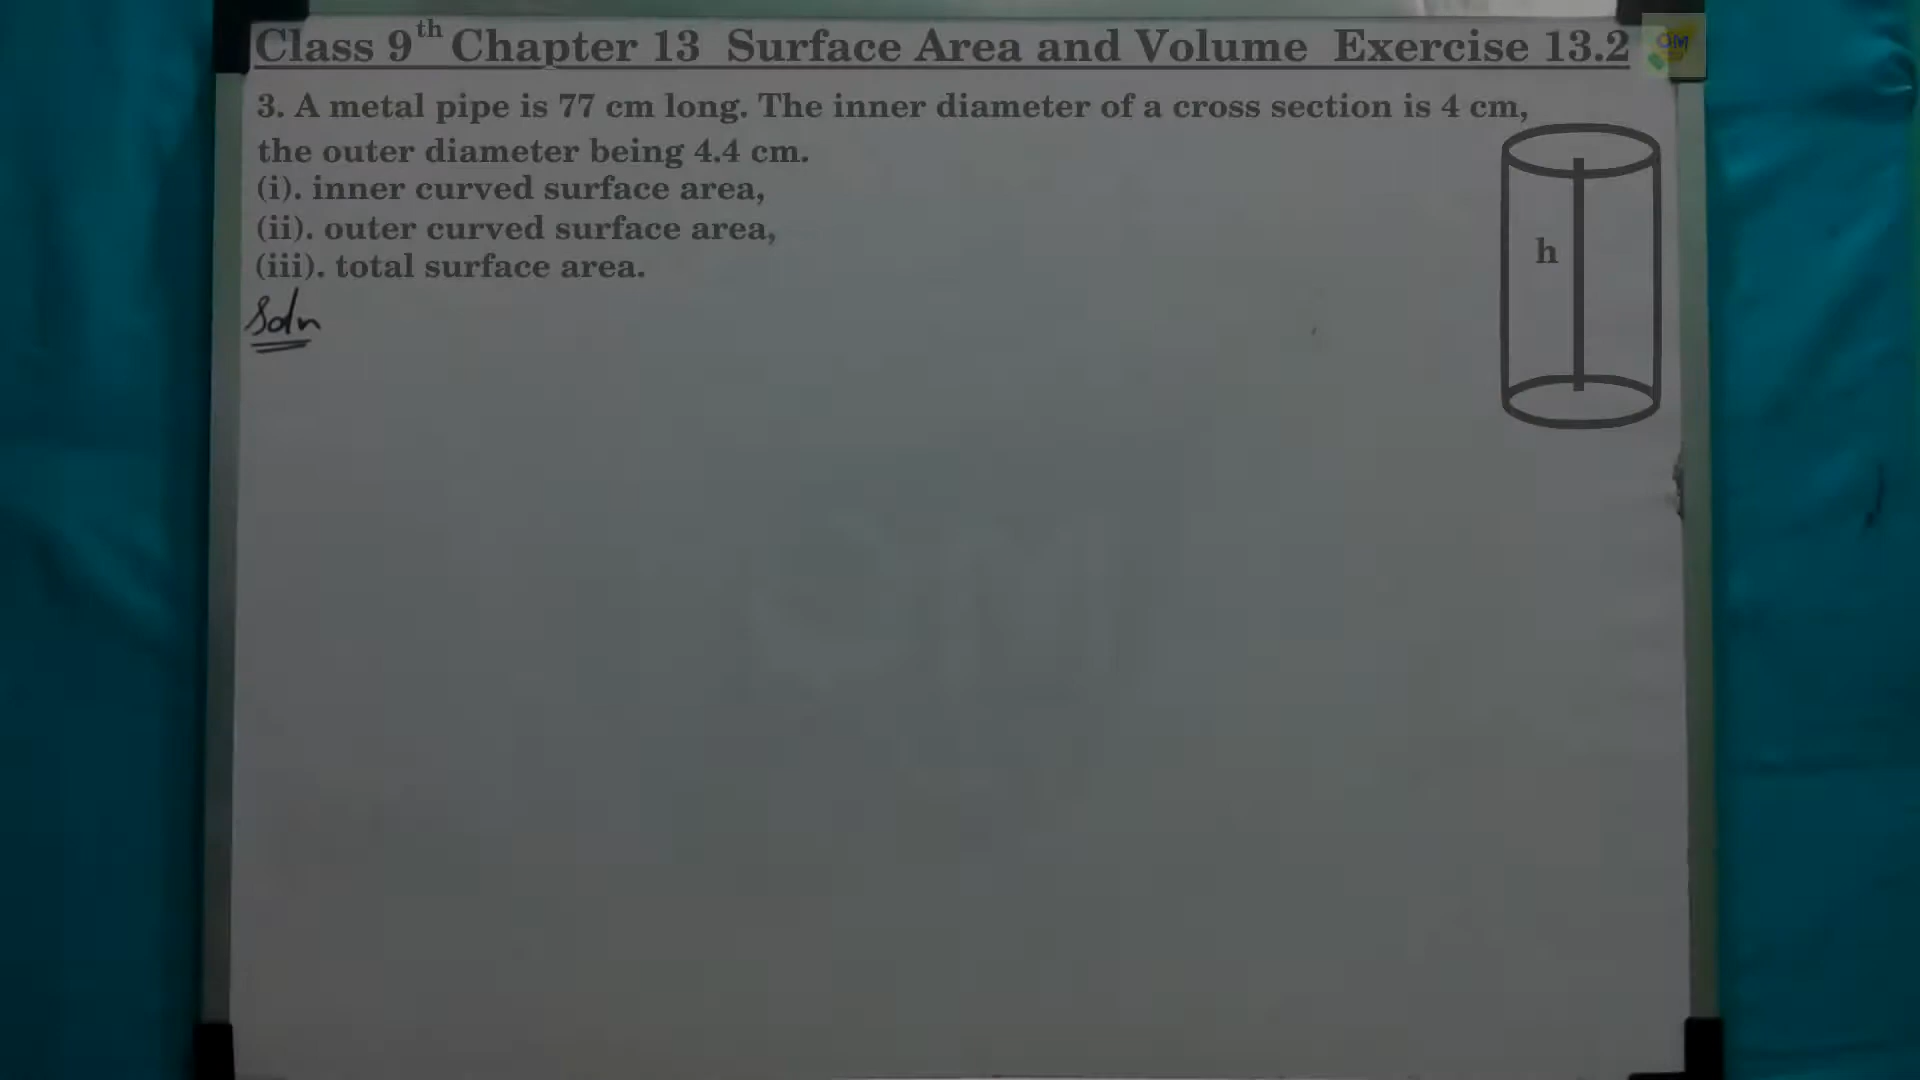 Class 9th Chapter 13 Surface Area and Volume Exercise 13.2
OM
3. A metal pipe is 77 cm long. The inner diameter of a cross section is 4 cm,
the outer diameter being 4.4 cm.
(i). inner curved surface area,
(ii). outer curved surface area,
(iii). total surface area.
h
Soln